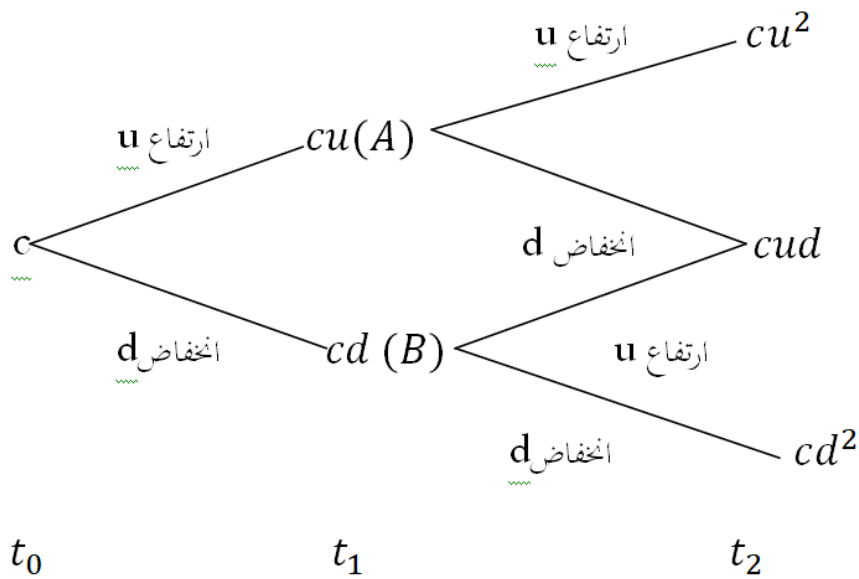 ارتفاع u
cu²
ارتفاع u
cu(A)
c
انخفاض d
cud
انخفاض d
cd (B)
ارتفاع u
انخفاض d
cd²
t₀ t₁ t₂